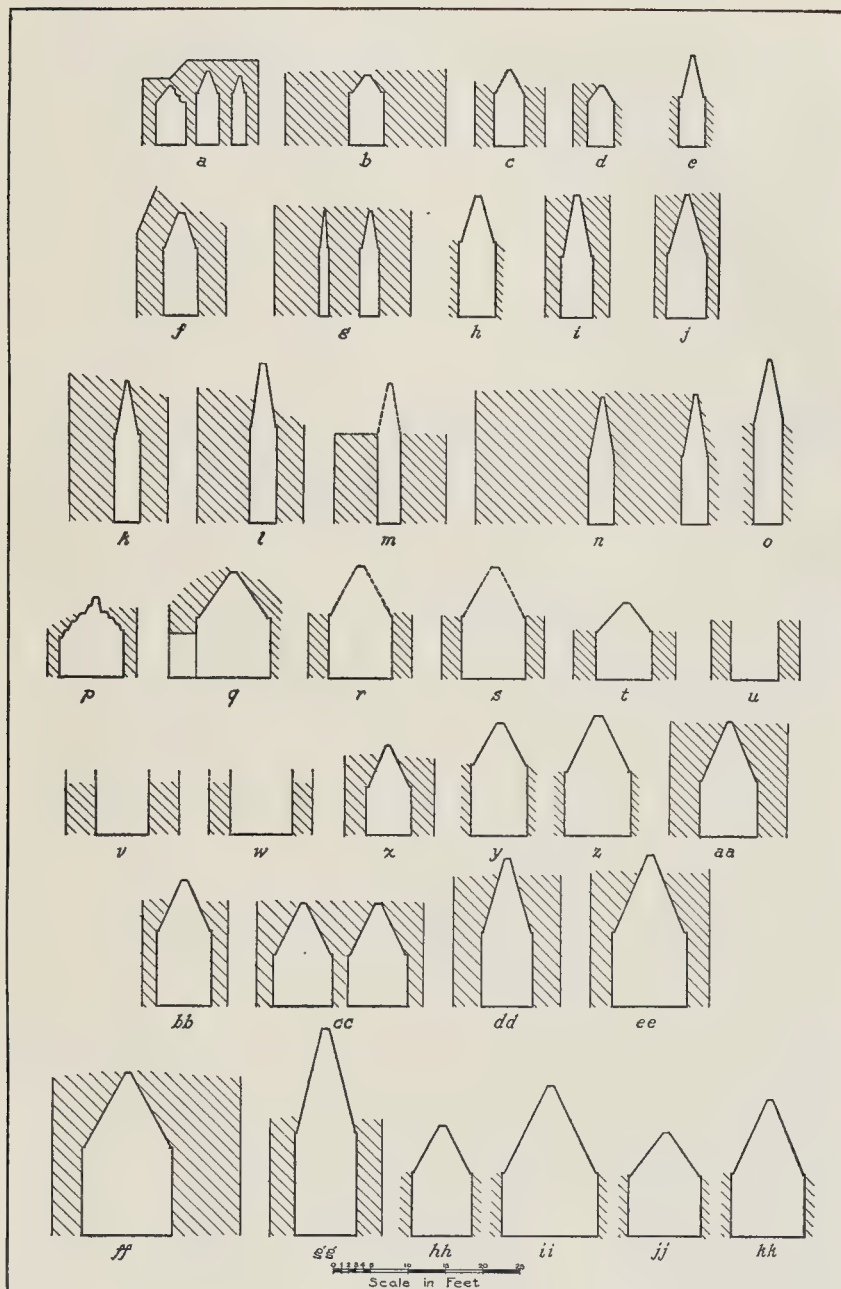 a b c d e
f g h i j
k l m n o
p q r s t u
v w x y z aa
bb cc dd ee
ff gg hh ii jj kk
0 1 2 3 4 5 10 15 20 25
Scale in Feet